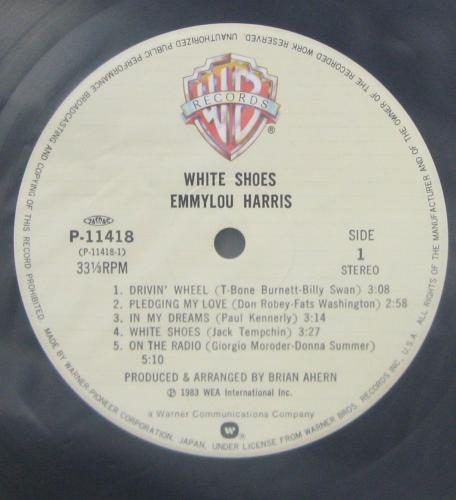 ALL RIGHTS OF THE MANUFACTURER AND OF THE OWNER OF THE RECORDED WORK RESERVED. UNAUTHORIZED PUBLIC PERFORMANCE BROADCASTING AND COPYING OF THIS RECORD PROHIBITED
RECORDS
®
WHITE SHOES
EMMYLOU HARRIS
P-11418
(P-11418-1)
33⅓RPM
SIDE
1
STEREO
1. DRIVIN' WHEEL (T-Bone Burnett-Billy Swan) 3:08
2. PLEDGING MY LOVE (Don Robey-Fats Washington) 2:58
3. IN MY DREAMS (Paul Kennerly) 3:14
4. WHITE SHOES (Jack Tempchin) 3:27
5. ON THE RADIO (Giorgio Moroder-Donna Summer)
5:10
PRODUCED & ARRANGED BY BRIAN AHERN
℗ 1983 WEA International Inc.
a Warner Communications Company
MADE BY WARNER-PIONEER CORPORATION, JAPAN, UNDER LICENSE FROM WARNER BROS. RECORDS INC., U.S.A.